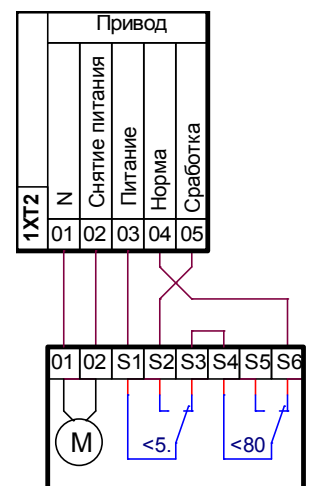 Привод
1XT2
N
Снятие питания
Питание
Норма
Сработка
01 02 03 04 05
01 02 S1 S2 S3 S4 S5 S6
M
<5.
<80